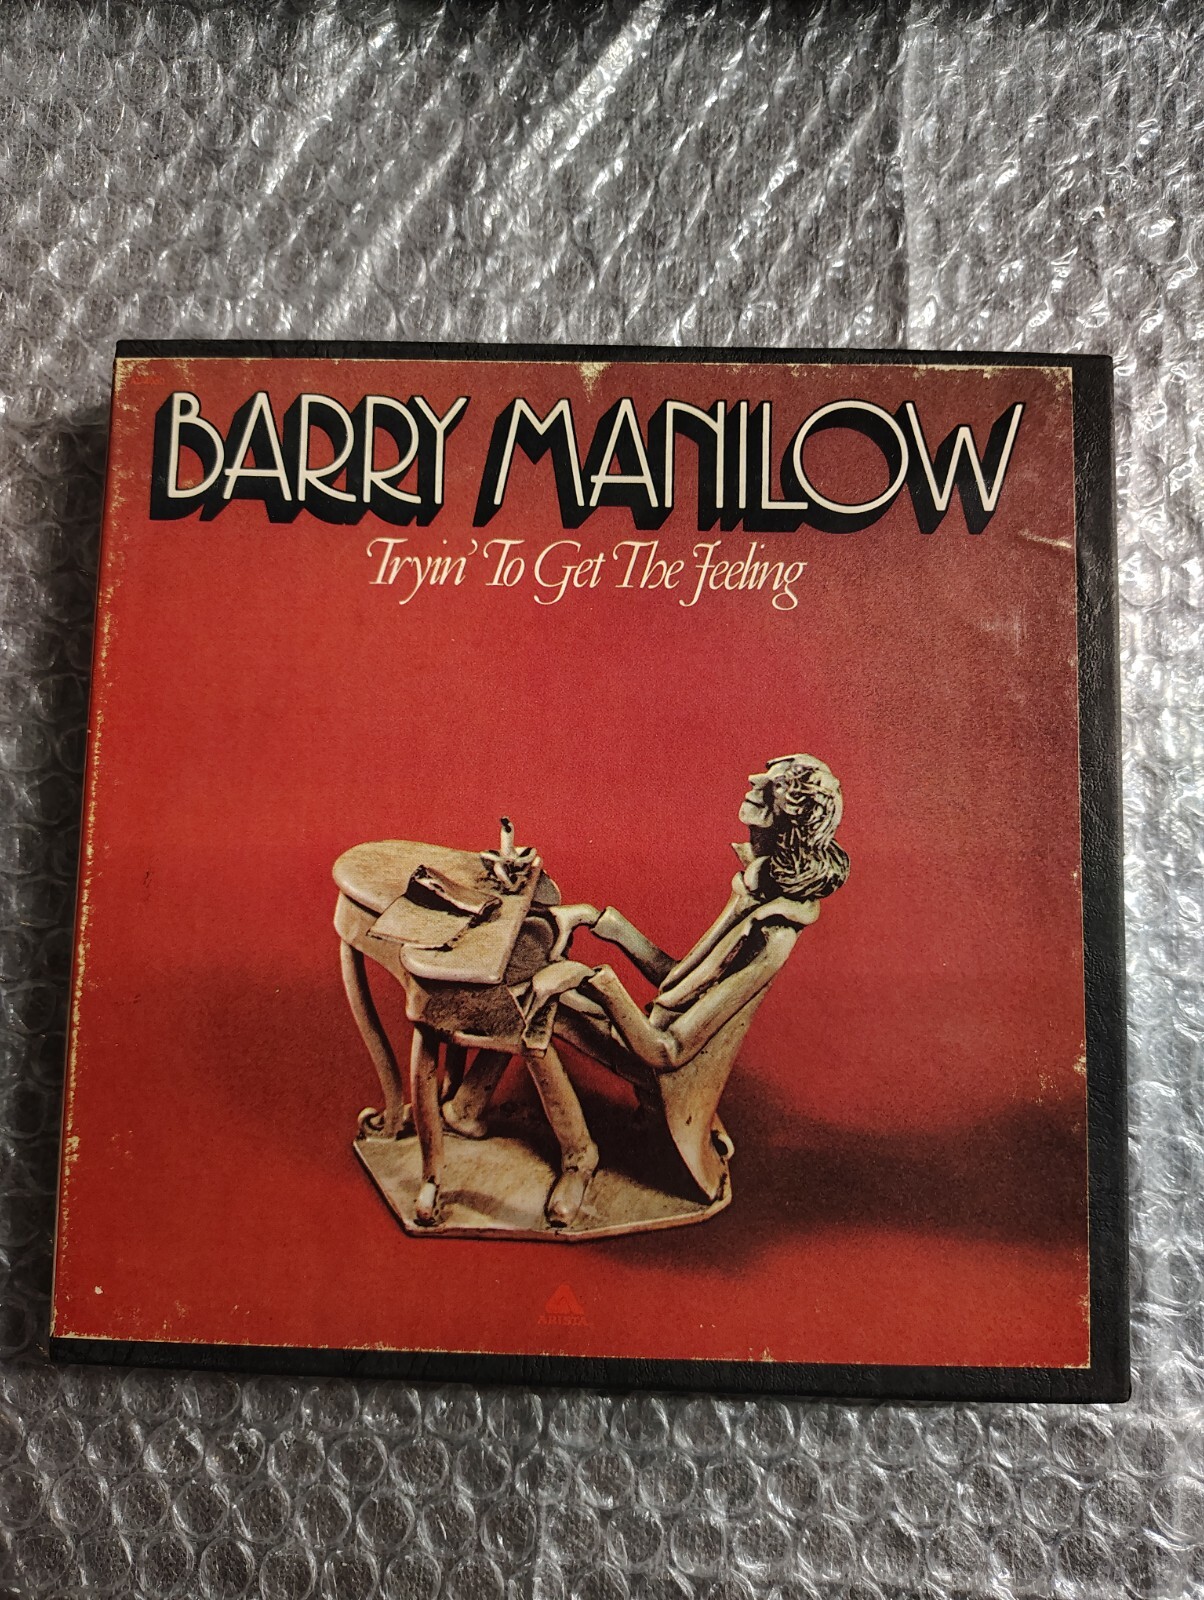 BARRY MANILOW
Tryin' To Get The Feeling
ARISTA